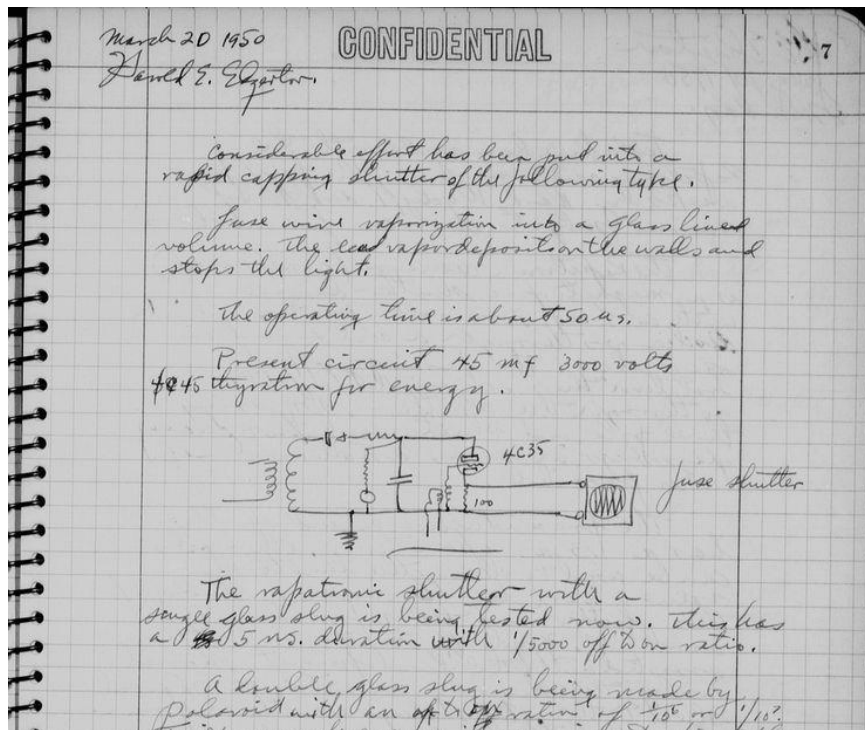 March 20 1950
CONFIDENTIAL
7
Harold E. Edgerton.
Considerable effort has been put into a
rapid capping shutter of the following type.
Fuse wire vaporization into a glass lined
volume. The lead vapor deposits on the walls and
stops the light.
The operating time is about 50 us.
Present circuit 45 mf 3000 volts
thyratron for energy.
4C35
100
fuse shutter
The rapatronic shutter with a
single glass slug is being tested now. This has
a 5 us. duration with 1/5000 off to on ratio.
A double glass slug is being made by
Polaroid with an ratio of or